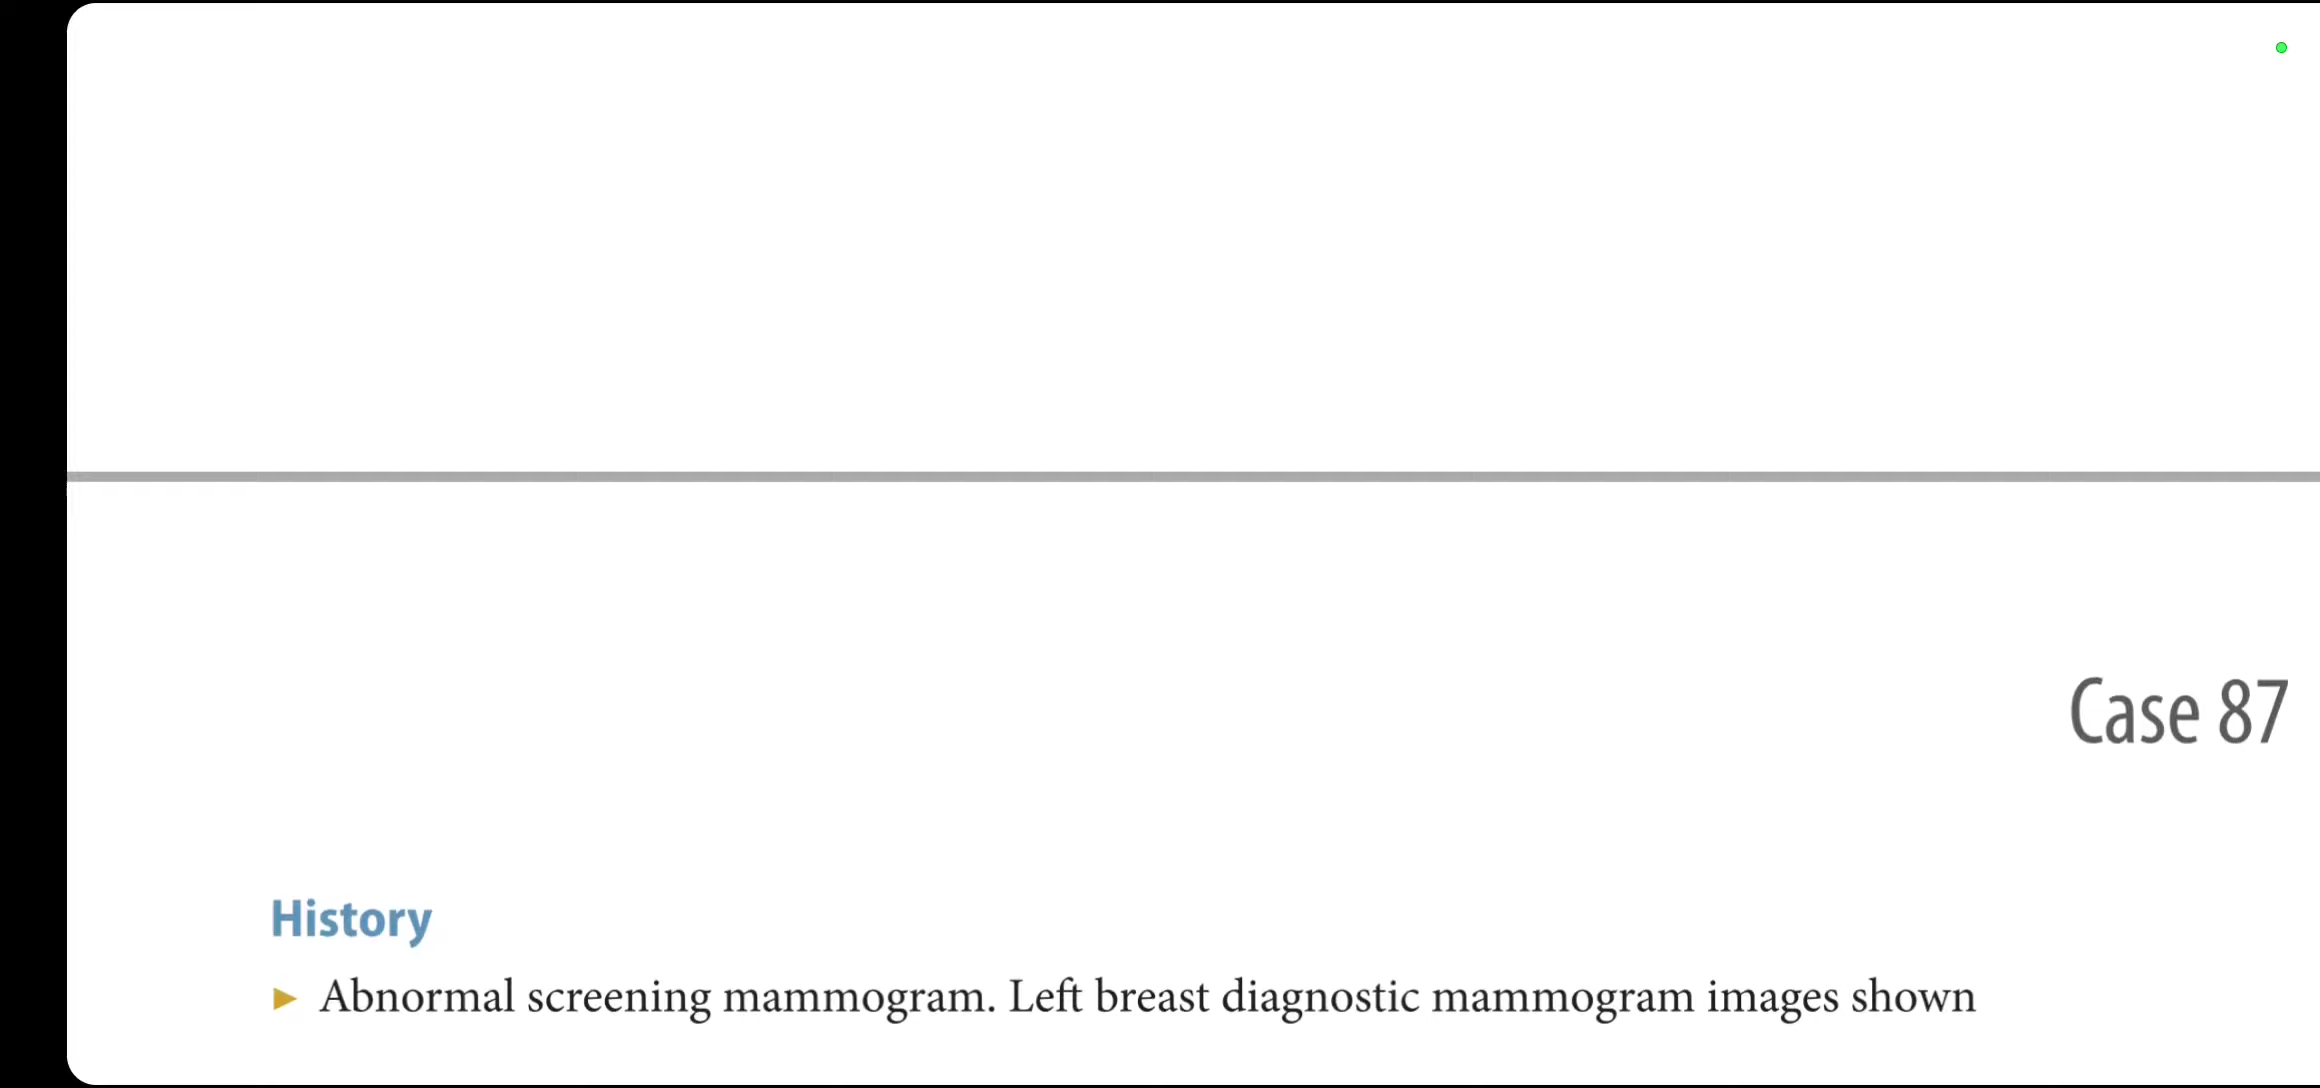 Case 87
History
► Abnormal screening mammogram. Left breast diagnostic mammogram images shown